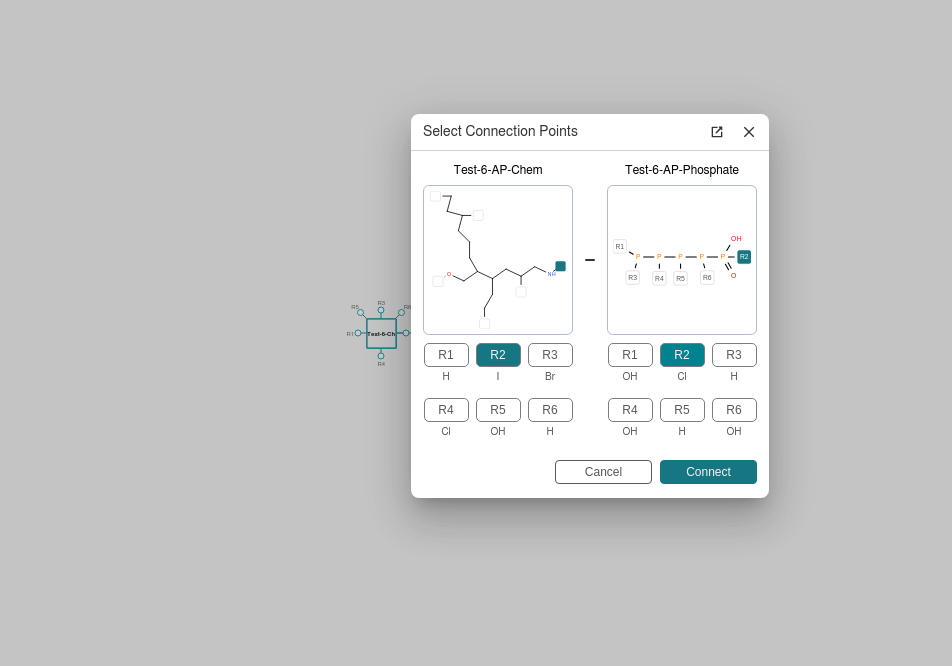 Select Connection Points
Test-6-AP-Chem
Test-6-AP-Phosphate
O
NH
R1
P P P P P
OH
R2
O
R3 R4 R5 R6
R1 R2 R3
H I Br
R4 R5 R6
Cl OH H
R1 R2 R3
OH Cl H
R4 R5 R6
OH H OH
Cancel
Connect
R5 R3 R6
R1 Test-6-Ch
R4